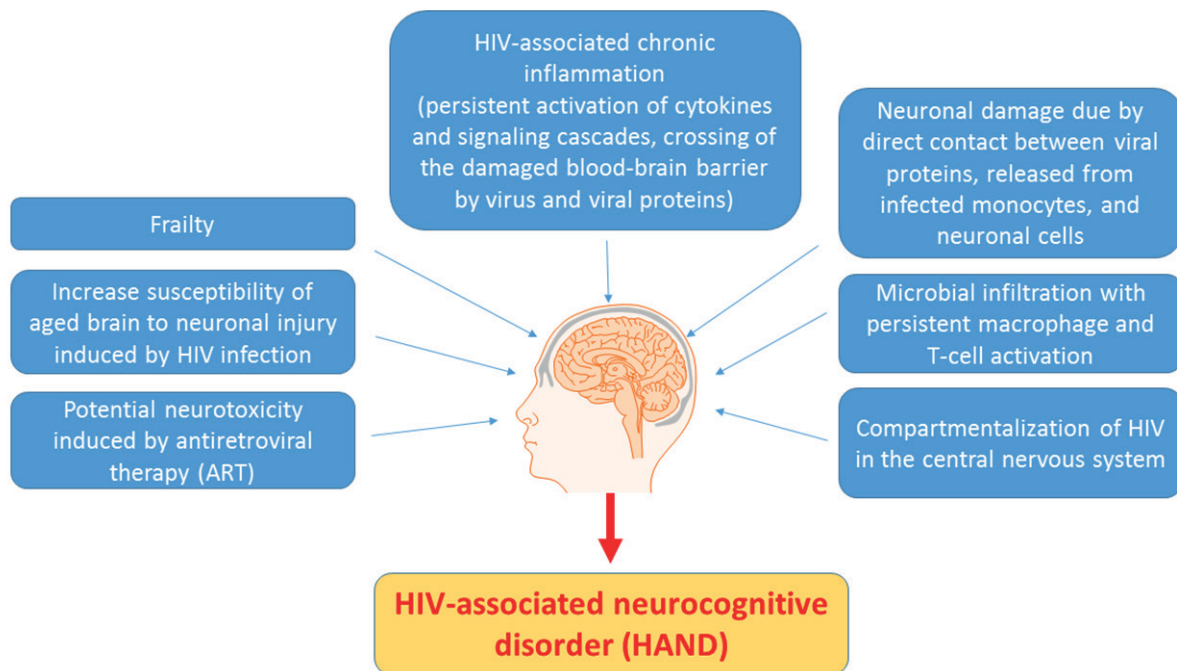 HIV-associated chronic
inflammation
(persistent activation of cytokines
and signaling cascades, crossing of
the damaged blood-brain barrier
by virus and viral proteins)
Frailty
Increase susceptibility of
aged brain to neuronal injury
induced by HIV infection
Potential neurotoxicity
induced by antiretroviral
therapy (ART)
Neuronal damage due by
direct contact between viral
proteins, released from
infected monocytes, and
neuronal cells
Microbial infiltration with
persistent macrophage and
T-cell activation
Compartmentalization of HIV
in the central nervous system
HIV-associated neurocognitive
disorder (HAND)